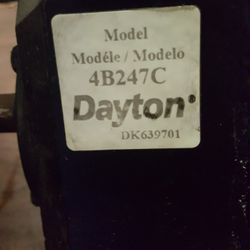 Model
Modéle / Modelo
4B247C
Dayton®
DK639701